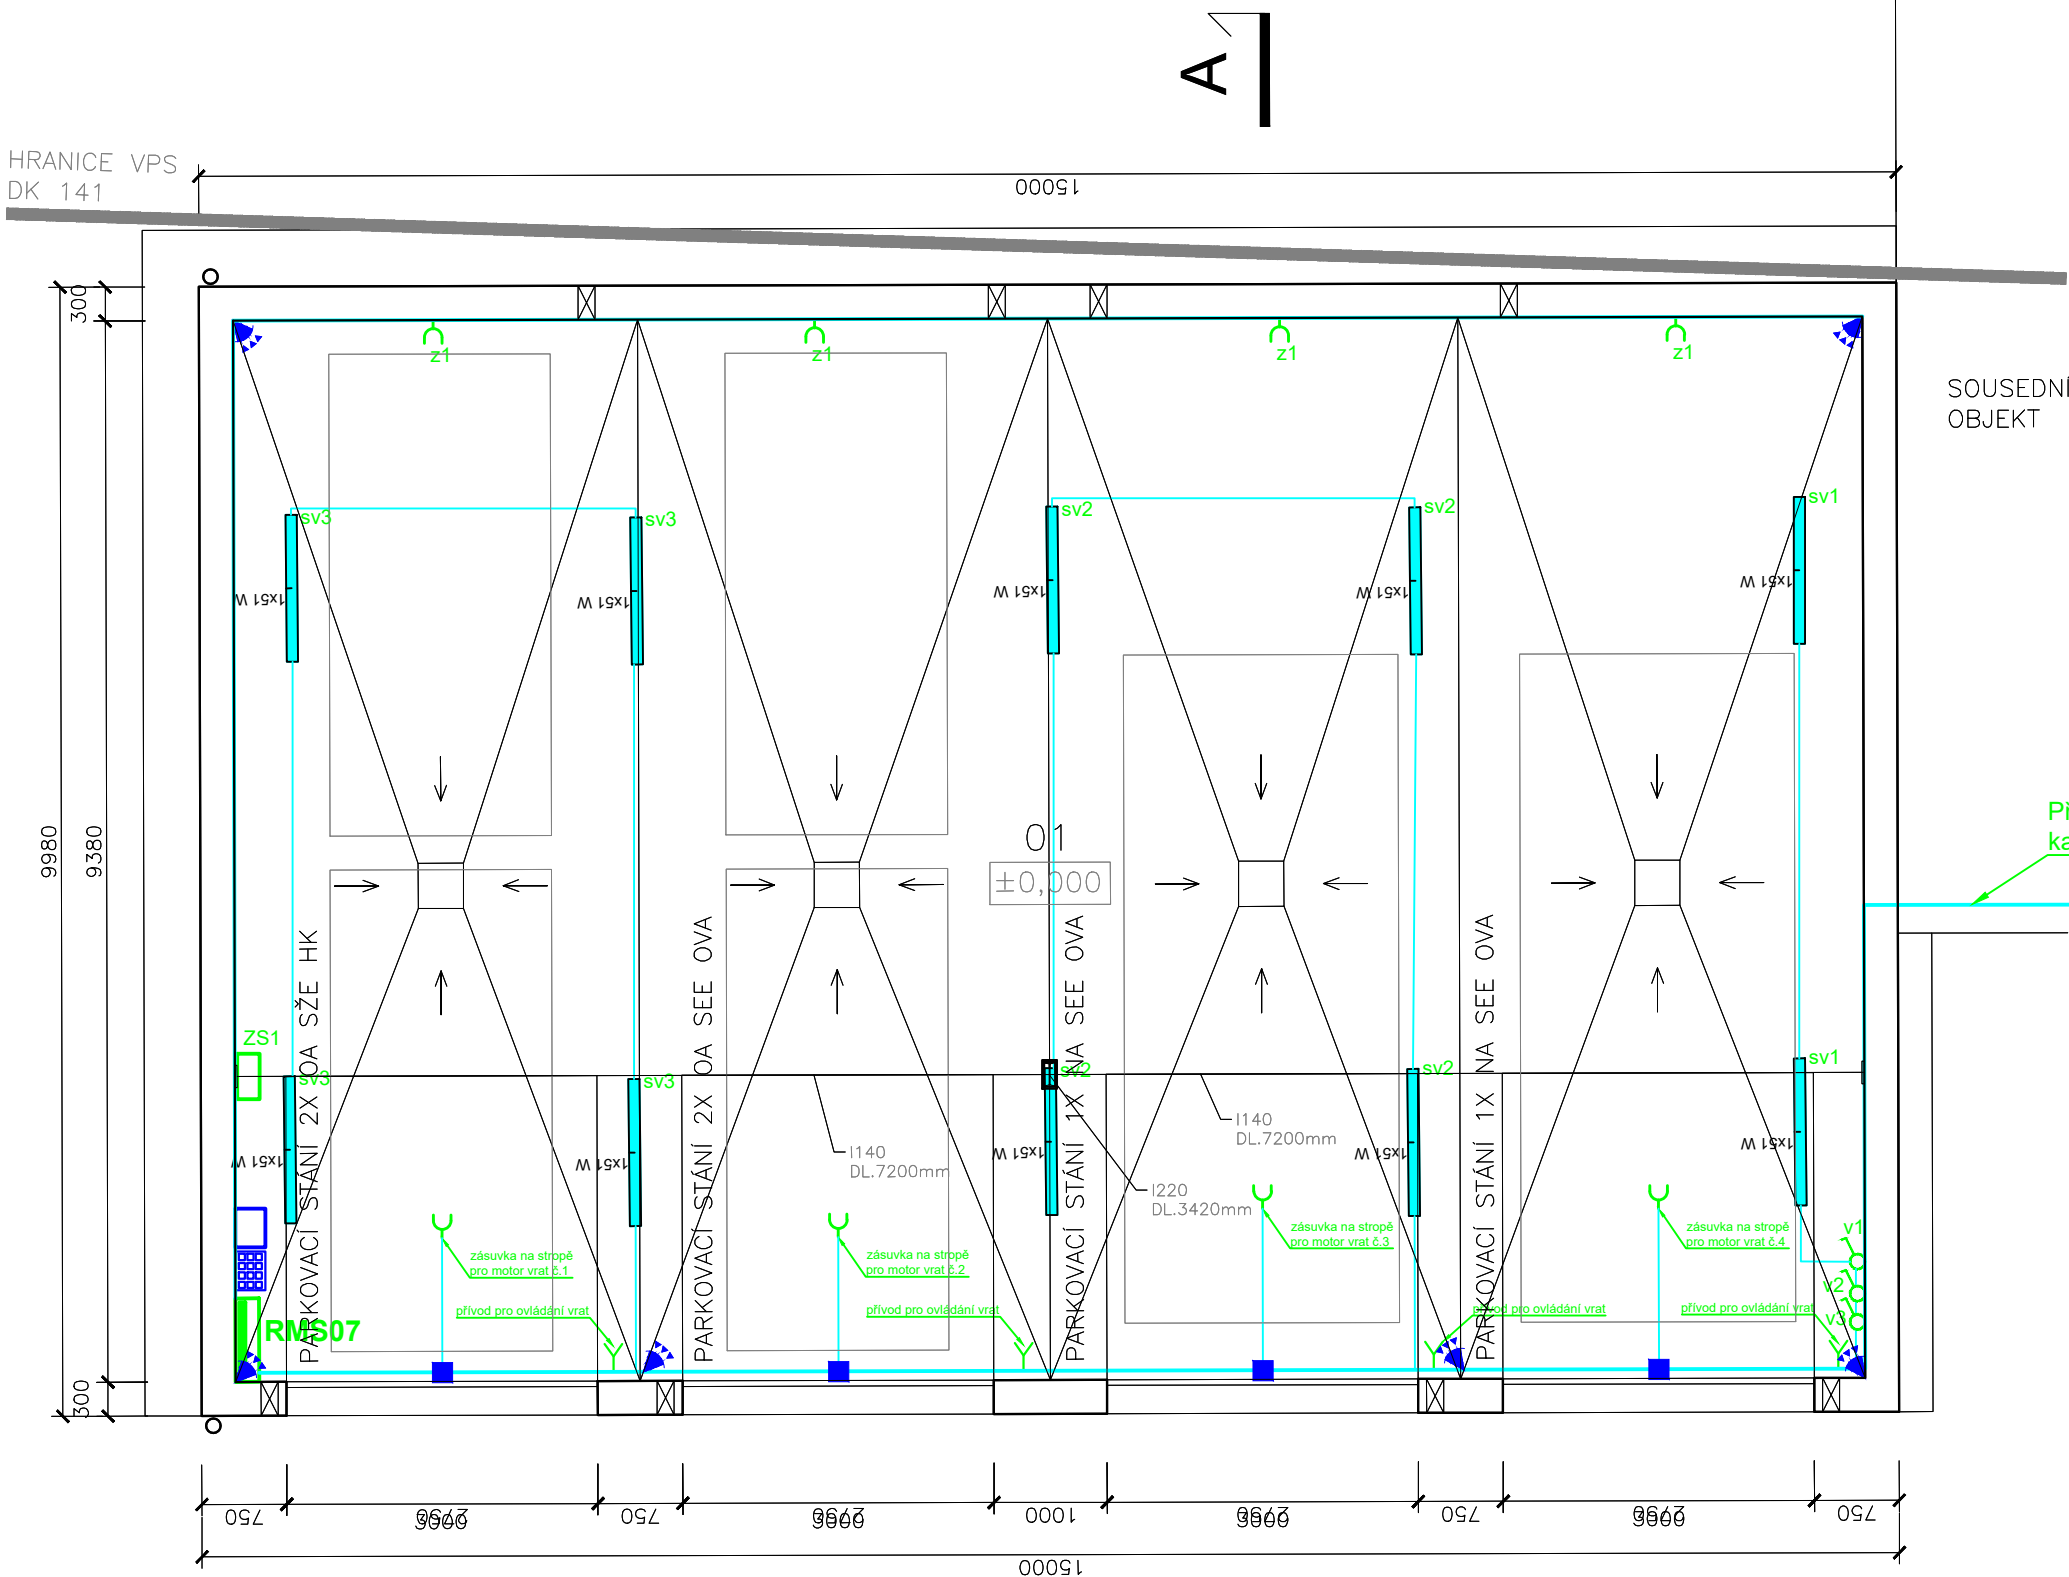 A
HRANICE VPS
DK 141
15000
300
z1
z1
z1
z1
SOUSEDNÍ
OBJEKT
sv3
sv3
sv2
sv2
sv1
1x51 W
1x51 W
1x51 W
1x51 W
1x51 W
9980
9380
01
±0,000
ZS1
sv3
sv3
sv2
sv2
sv1
1x51 W
1x51 W
1x51 W
1x51 W
1x51 W
PARKOVACÍ STÁNÍ 2X OA SŽE HK
PARKOVACÍ STÁNÍ 2X OA SEE OVA
PARKOVACÍ STÁNÍ 1X NA SEE OVA
PARKOVACÍ STÁNÍ 1X NA SEE OVA
I140
DL.7200mm
I140
DL.7200mm
I220
DL.3420mm
zásuvka na stropě
pro motor vrat č.1
zásuvka na stropě
pro motor vrat č.2
zásuvka na stropě
pro motor vrat č.3
zásuvka na stropě
pro motor vrat č.4
přívod pro ovládání vrat
přívod pro ovládání vrat
přívod pro ovládání vrat
přívod pro ovládání vrat
v1
v2
v3
RMS07
300
750
750
1000
750
750
15000